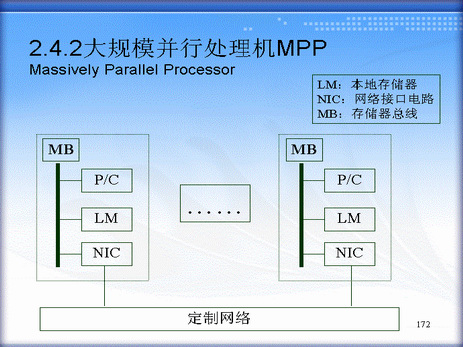 2.4.2大规模并行处理机MPP
Massively Parallel Processor
LM：本地存储器
NIC：网络接口电路
MB：存储器总线
MB
P/C
LM
NIC
......
MB
P/C
LM
NIC
定制网络
172